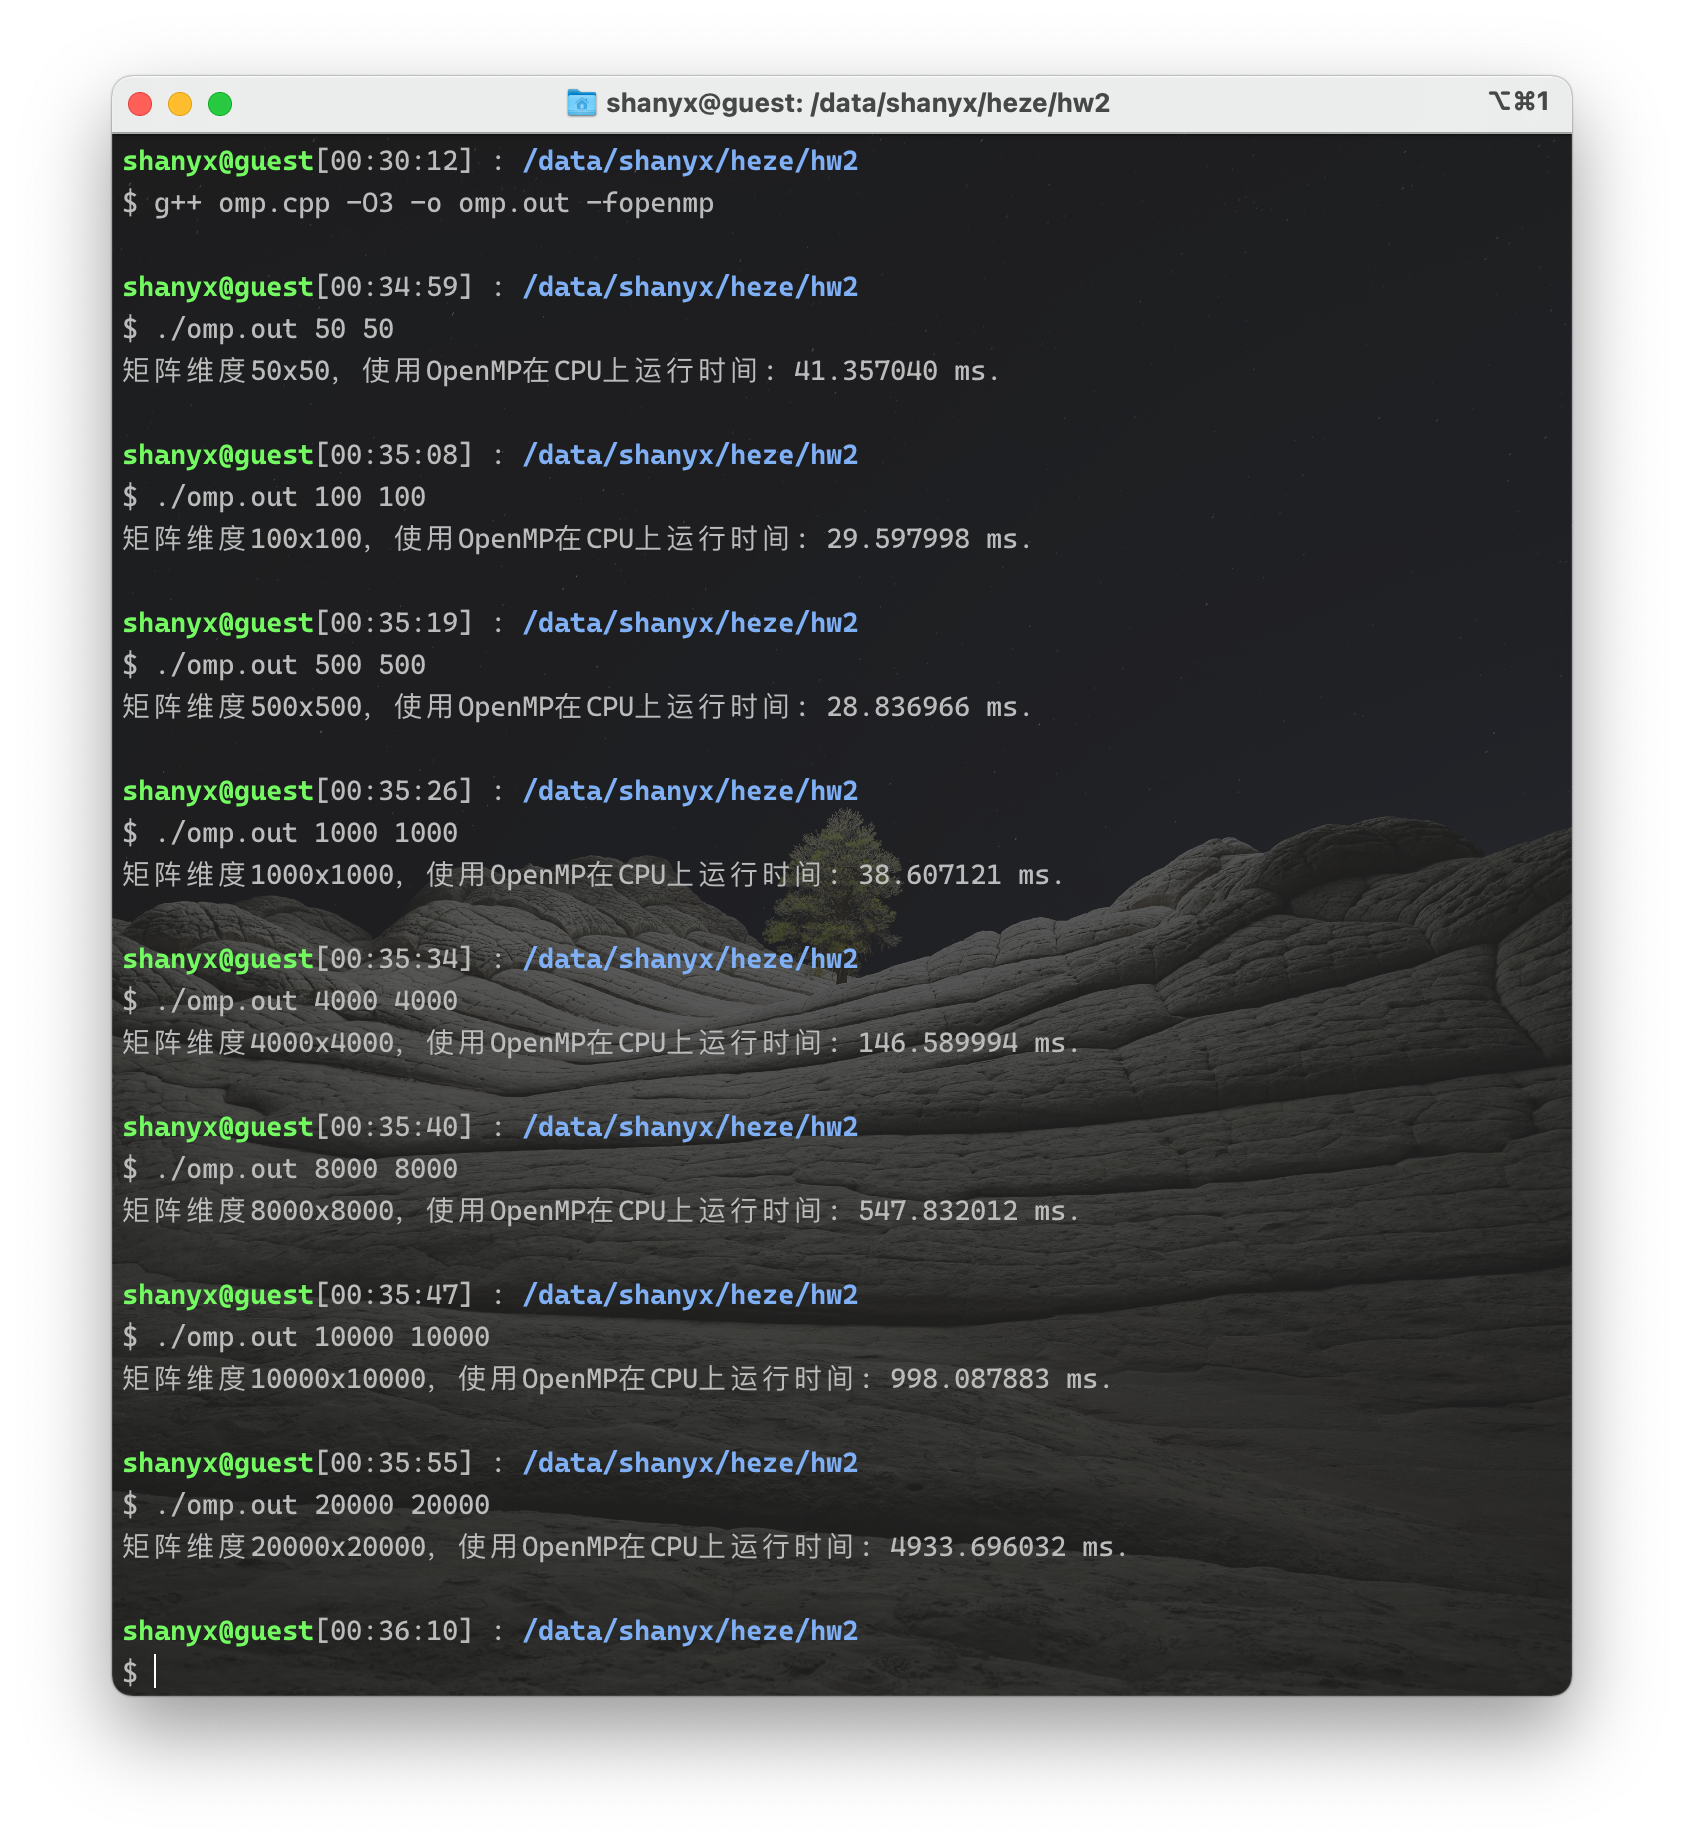 shanyx@guest: /data/shanyx/heze/hw2
⌥⌘1
shanyx@guest[00:30:12] : /data/shanyx/heze/hw2
$ g++ omp.cpp -O3 -o omp.out -fopenmp
shanyx@guest[00:34:59] : /data/shanyx/heze/hw2
$ ./omp.out 50 50
矩阵维度50x50，使用OpenMP在CPU上运行时间：41.357040 ms.
shanyx@guest[00:35:08] : /data/shanyx/heze/hw2
$ ./omp.out 100 100
矩阵维度100x100，使用OpenMP在CPU上运行时间：29.597998 ms.
shanyx@guest[00:35:19] : /data/shanyx/heze/hw2
$ ./omp.out 500 500
矩阵维度500x500，使用OpenMP在CPU上运行时间：28.836966 ms.
shanyx@guest[00:35:26] : /data/shanyx/heze/hw2
$ ./omp.out 1000 1000
矩阵维度1000x1000，使用OpenMP在CPU上运行时间：38.607121 ms.
shanyx@guest[00:35:34] : /data/shanyx/heze/hw2
$ ./omp.out 4000 4000
矩阵维度4000x4000，使用OpenMP在CPU上运行时间：146.589994 ms.
shanyx@guest[00:35:40] : /data/shanyx/heze/hw2
$ ./omp.out 8000 8000
矩阵维度8000x8000，使用OpenMP在CPU上运行时间：547.832012 ms.
shanyx@guest[00:35:47] : /data/shanyx/heze/hw2
$ ./omp.out 10000 10000
矩阵维度10000x10000，使用OpenMP在CPU上运行时间：998.087883 ms.
shanyx@guest[00:35:55] : /data/shanyx/heze/hw2
$ ./omp.out 20000 20000
矩阵维度20000x20000，使用OpenMP在CPU上运行时间：4933.696032 ms.
shanyx@guest[00:36:10] : /data/shanyx/heze/hw2
$